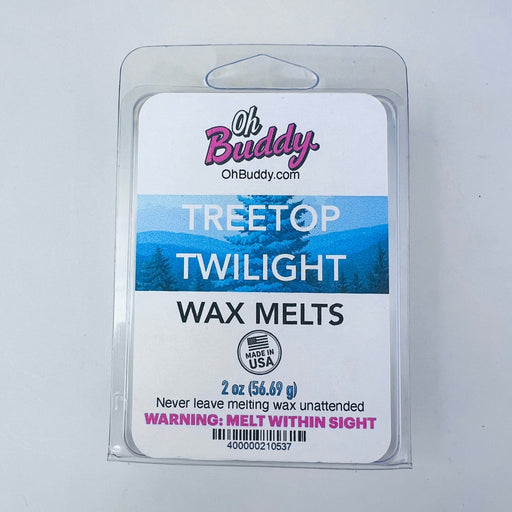 Oh
Buddy.
OhBuddy.com
TREETOP
TWILIGHT
WAX MELTS
MADE IN
USA
2 oz (56.69 g)
Never leave melting wax unattended
WARNING: MELT WITHIN SIGHT
400000210537